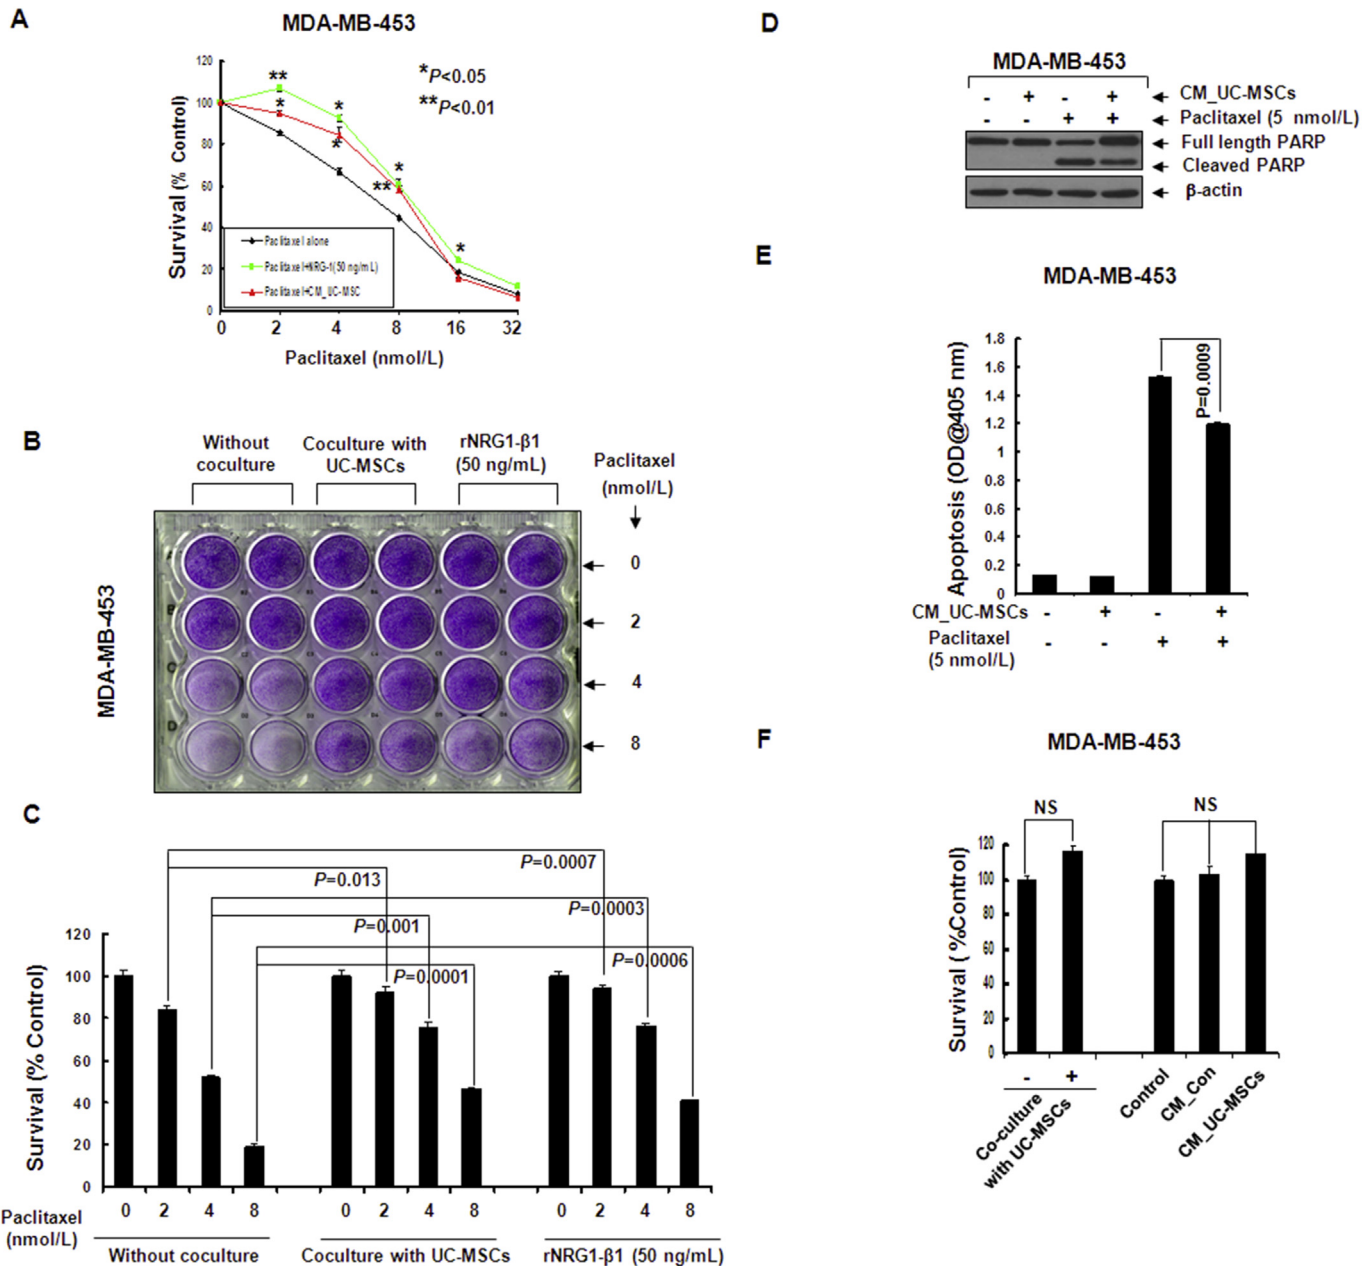 A
MDA-MB-453
*P<0.05
**P<0.01
Survival (% Control)
120
100
80
60
40
20
0
** * * * ** * *
Paclitaxel alone
Paclitaxel+NRG-1(50 ng/mL)
Paclitaxel+CM_UC-MSC
0 2 4 8 16 32
Paclitaxel (nmol/L)
B
Without coculture
Coculture with UC-MSCs
rNRG1-β1 (50 ng/mL)
Paclitaxel (nmol/L)
MDA-MB-453
0
2
4
8
C
P=0.0007
P=0.013
P=0.0003
P=0.001
P=0.0006
P=0.0001
Survival (% Control)
120
100
80
60
40
20
0
Paclitaxel (nmol/L)
0 2 4 8 0 2 4 8 0 2 4 8
Without coculture
Coculture with UC-MSCs
rNRG1-β1 (50 ng/mL)
D
MDA-MB-453
- + - + CM_UC-MSCs
- - + + Paclitaxel (5 nmol/L)
Full length PARP
Cleaved PARP
β-actin
E
MDA-MB-453
Apoptosis (OD@405 nm)
1.8
1.6
1.4
1.2
1
0.8
0.6
0.4
0.2
0
P=0.0009
CM_UC-MSCs - + - +
Paclitaxel (5 nmol/L) - - + +
F
MDA-MB-453
NS
NS
Survival ( %Control)
120
100
80
60
40
20
0
- +
Co-culture with UC-MSCs
Control
CM_Con
CM_UC-MSCs